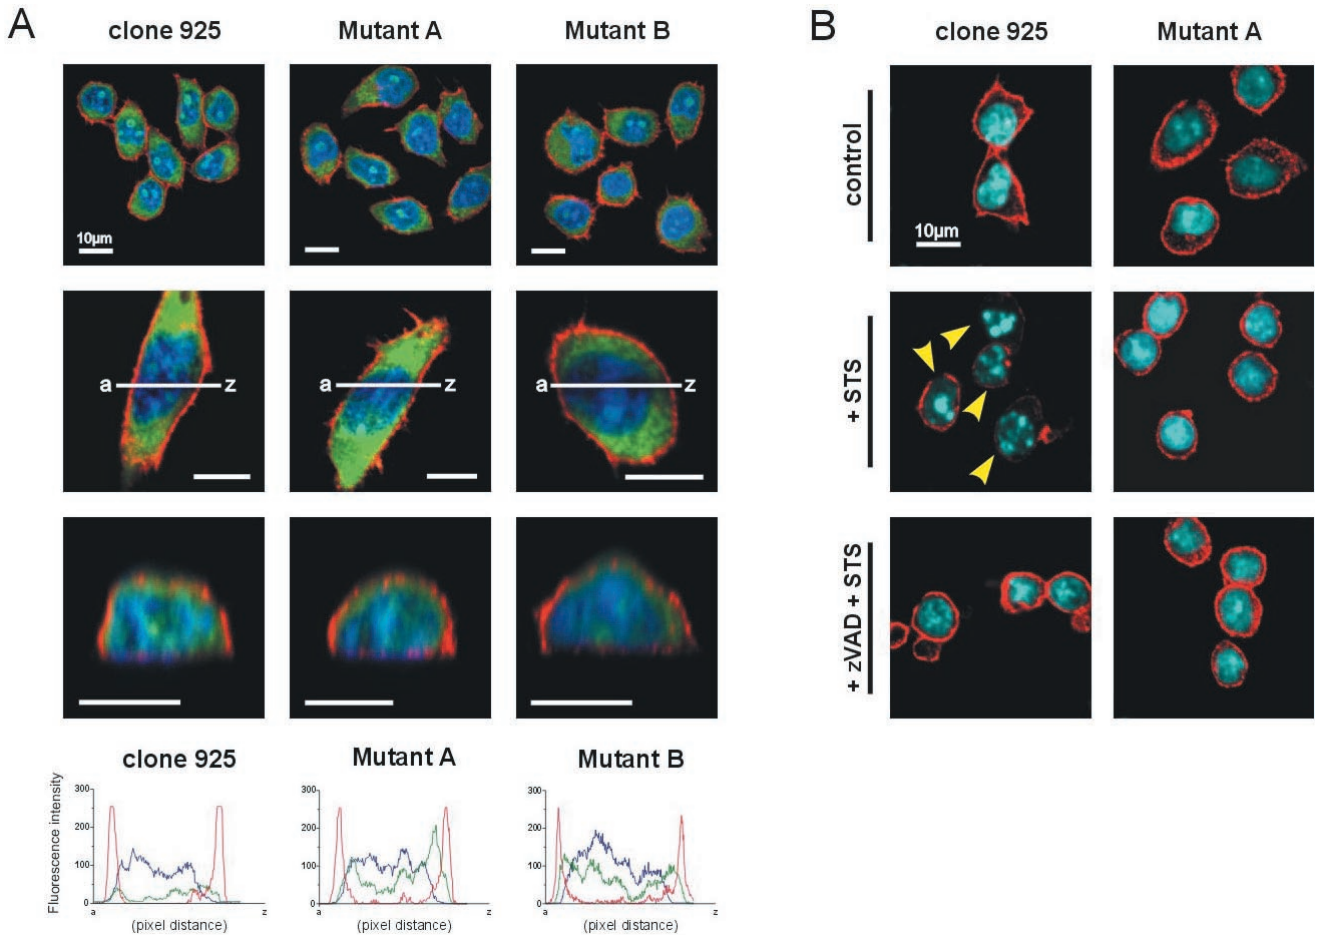 A
clone 925 Mutant A Mutant B
10µm
a z a z a z
clone 925 Mutant A Mutant B
Fluorescence intensity
300 300 300
200 200 200
100 100 100
0 0 0
a z a z a z
(pixel distance) (pixel distance) (pixel distance)
B
clone 925 Mutant A
control
10µm
+ STS
+ zVAD + STS